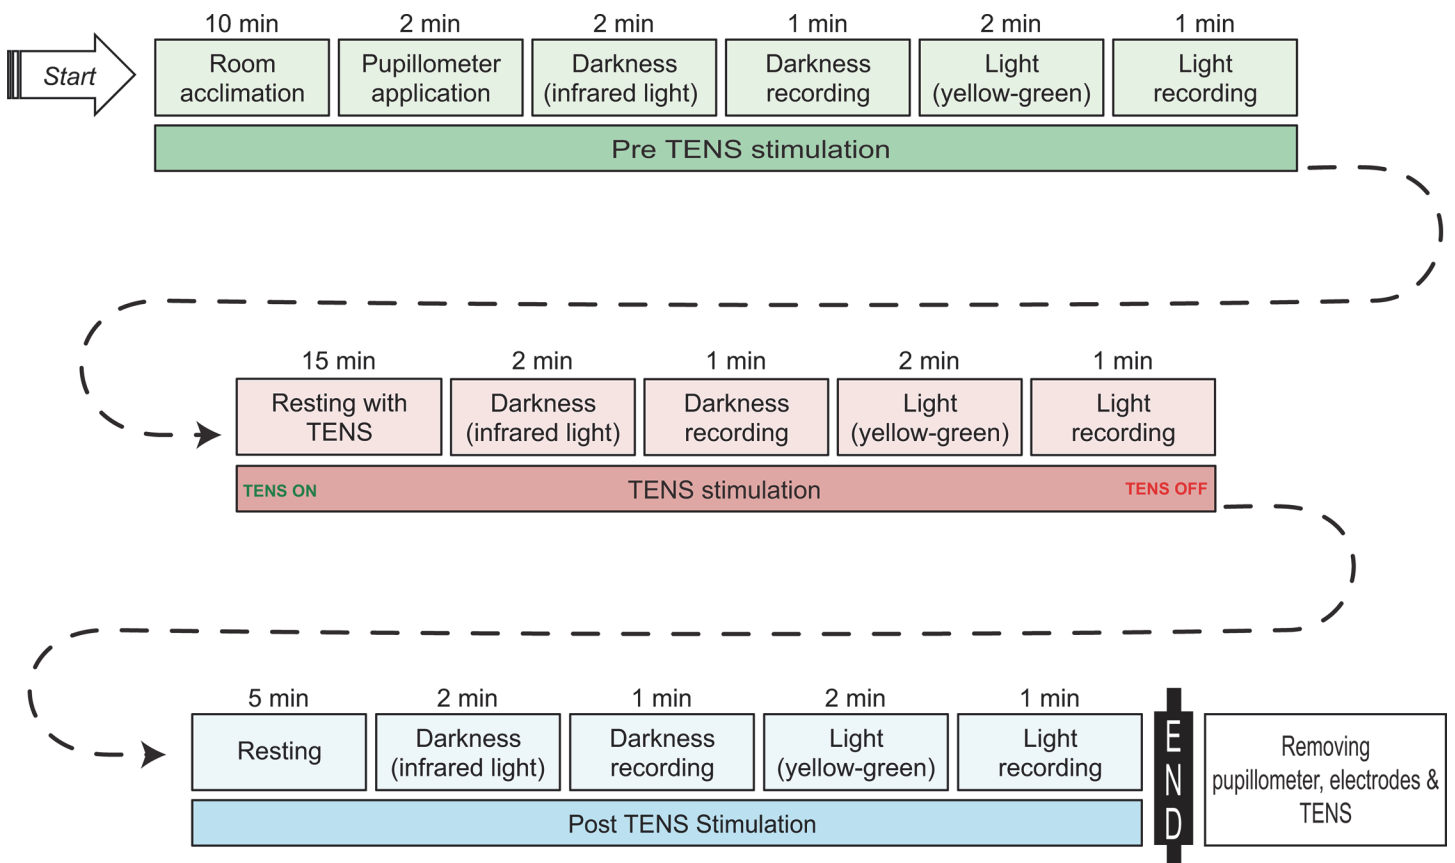 10 min 2 min 2 min 1 min 2 min 1 min
Start
Room
acclimation
Pupillometer
application
Darkness
(infrared light)
Darkness
recording
Light
(yellow-green)
Light
recording
Pre TENS stimulation
15 min 2 min 1 min 2 min 1 min
Resting with
TENS
Darkness
(infrared light)
Darkness
recording
Light
(yellow-green)
Light
recording
TENS ON TENS stimulation TENS OFF
5 min 2 min 1 min 2 min 1 min
Resting
Darkness
(infrared light)
Darkness
recording
Light
(yellow-green)
Light
recording
Post TENS Stimulation
END
Removing
pupillometer, electrodes &
TENS